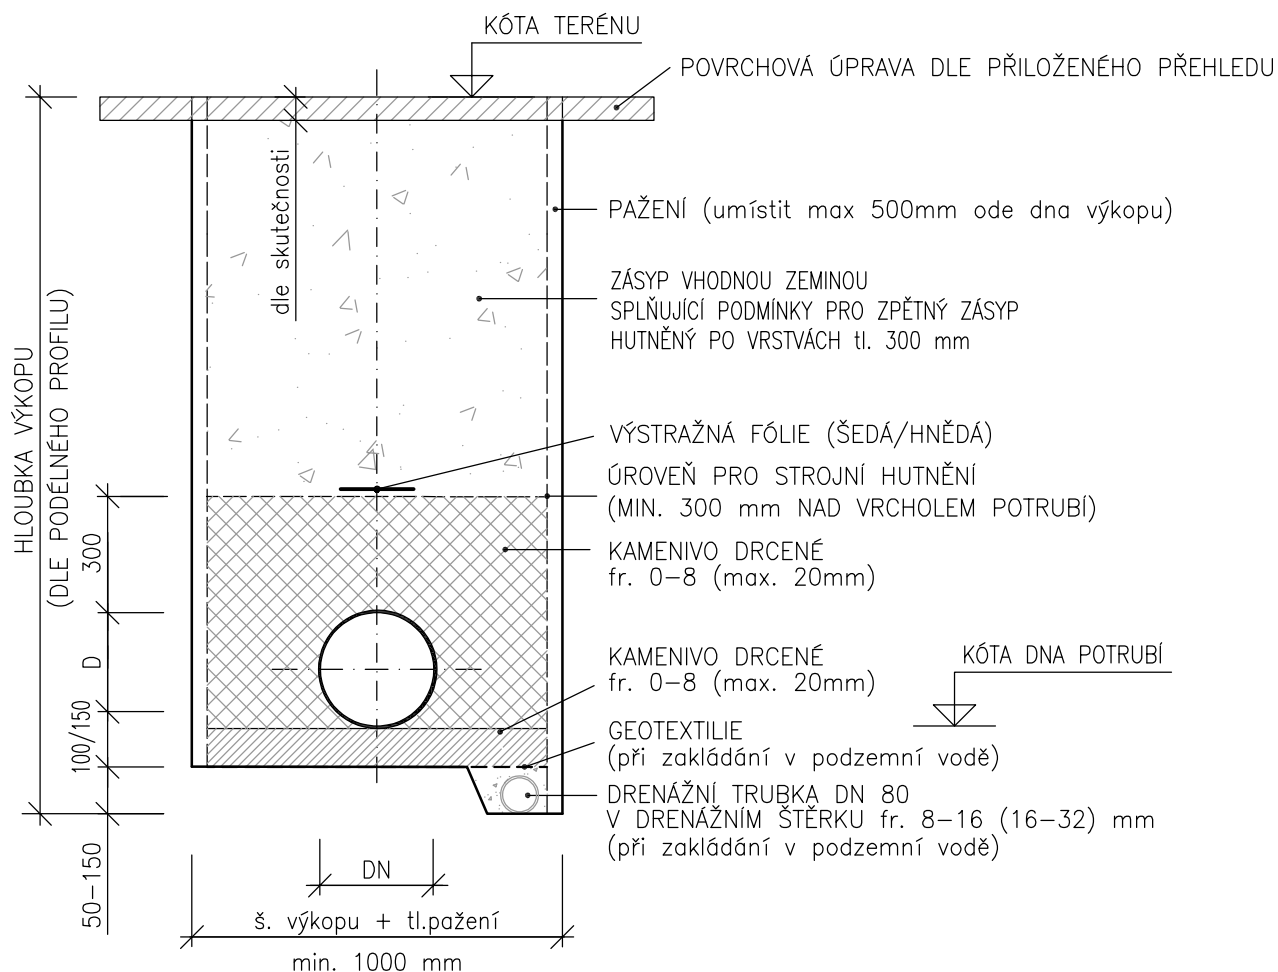 KÓTA TERÉNU
POVRCHOVÁ ÚPRAVA DLE PŘILOŽENÉHO PŘEHLEDU
dle skutečnosti
PAŽENÍ (umístit max 500mm ode dna výkopu)
ZÁSYP VHODNOU ZEMINOU
SPLŇUJÍCÍ PODMÍNKY PRO ZPĚTNÝ ZÁSYP
HUTNĚNÝ PO VRSTVÁCH tl. 300 mm
HLOUBKA VÝKOPU
(DLE PODÉLNÉHO PROFILU)
VÝSTRAŽNÁ FÓLIE (ŠEDÁ/HNĚDÁ)
ÚROVEŇ PRO STROJNÍ HUTNĚNÍ
(MIN. 300 mm NAD VRCHOLEM POTRUBÍ)
300
KAMENIVO DRCENÉ
fr. 0-8 (max. 20mm)
D
KAMENIVO DRCENÉ
fr. 0-8 (max. 20mm)
KÓTA DNA POTRUBÍ
100/150
GEOTEXTILIE
(při zakládání v podzemní vodě)
DRENÁŽNÍ TRUBKA DN 80
V DRENÁŽNÍM ŠTĚRKU fr. 8-16 (16-32) mm
(při zakládání v podzemní vodě)
50-150
DN
š. výkopu + tl.pažení
min. 1000 mm